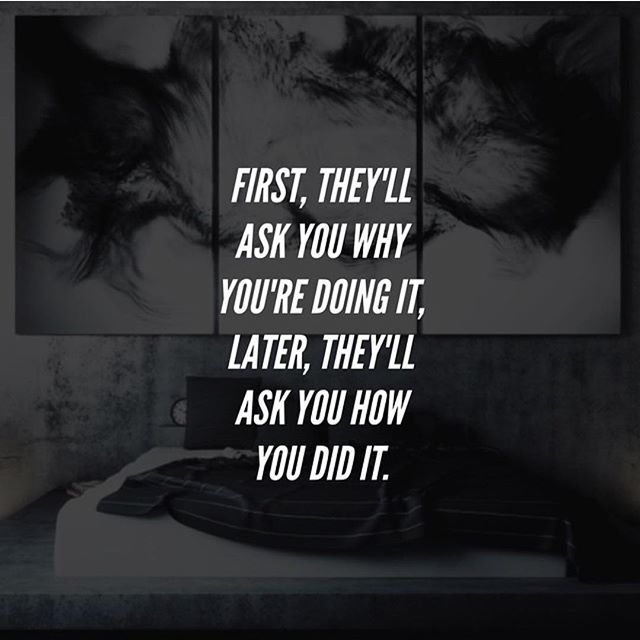 FIRST, THEY'LL
ASK YOU WHY
YOU'RE DOING IT,
LATER, THEY'LL
ASK YOU HOW
YOU DID IT.